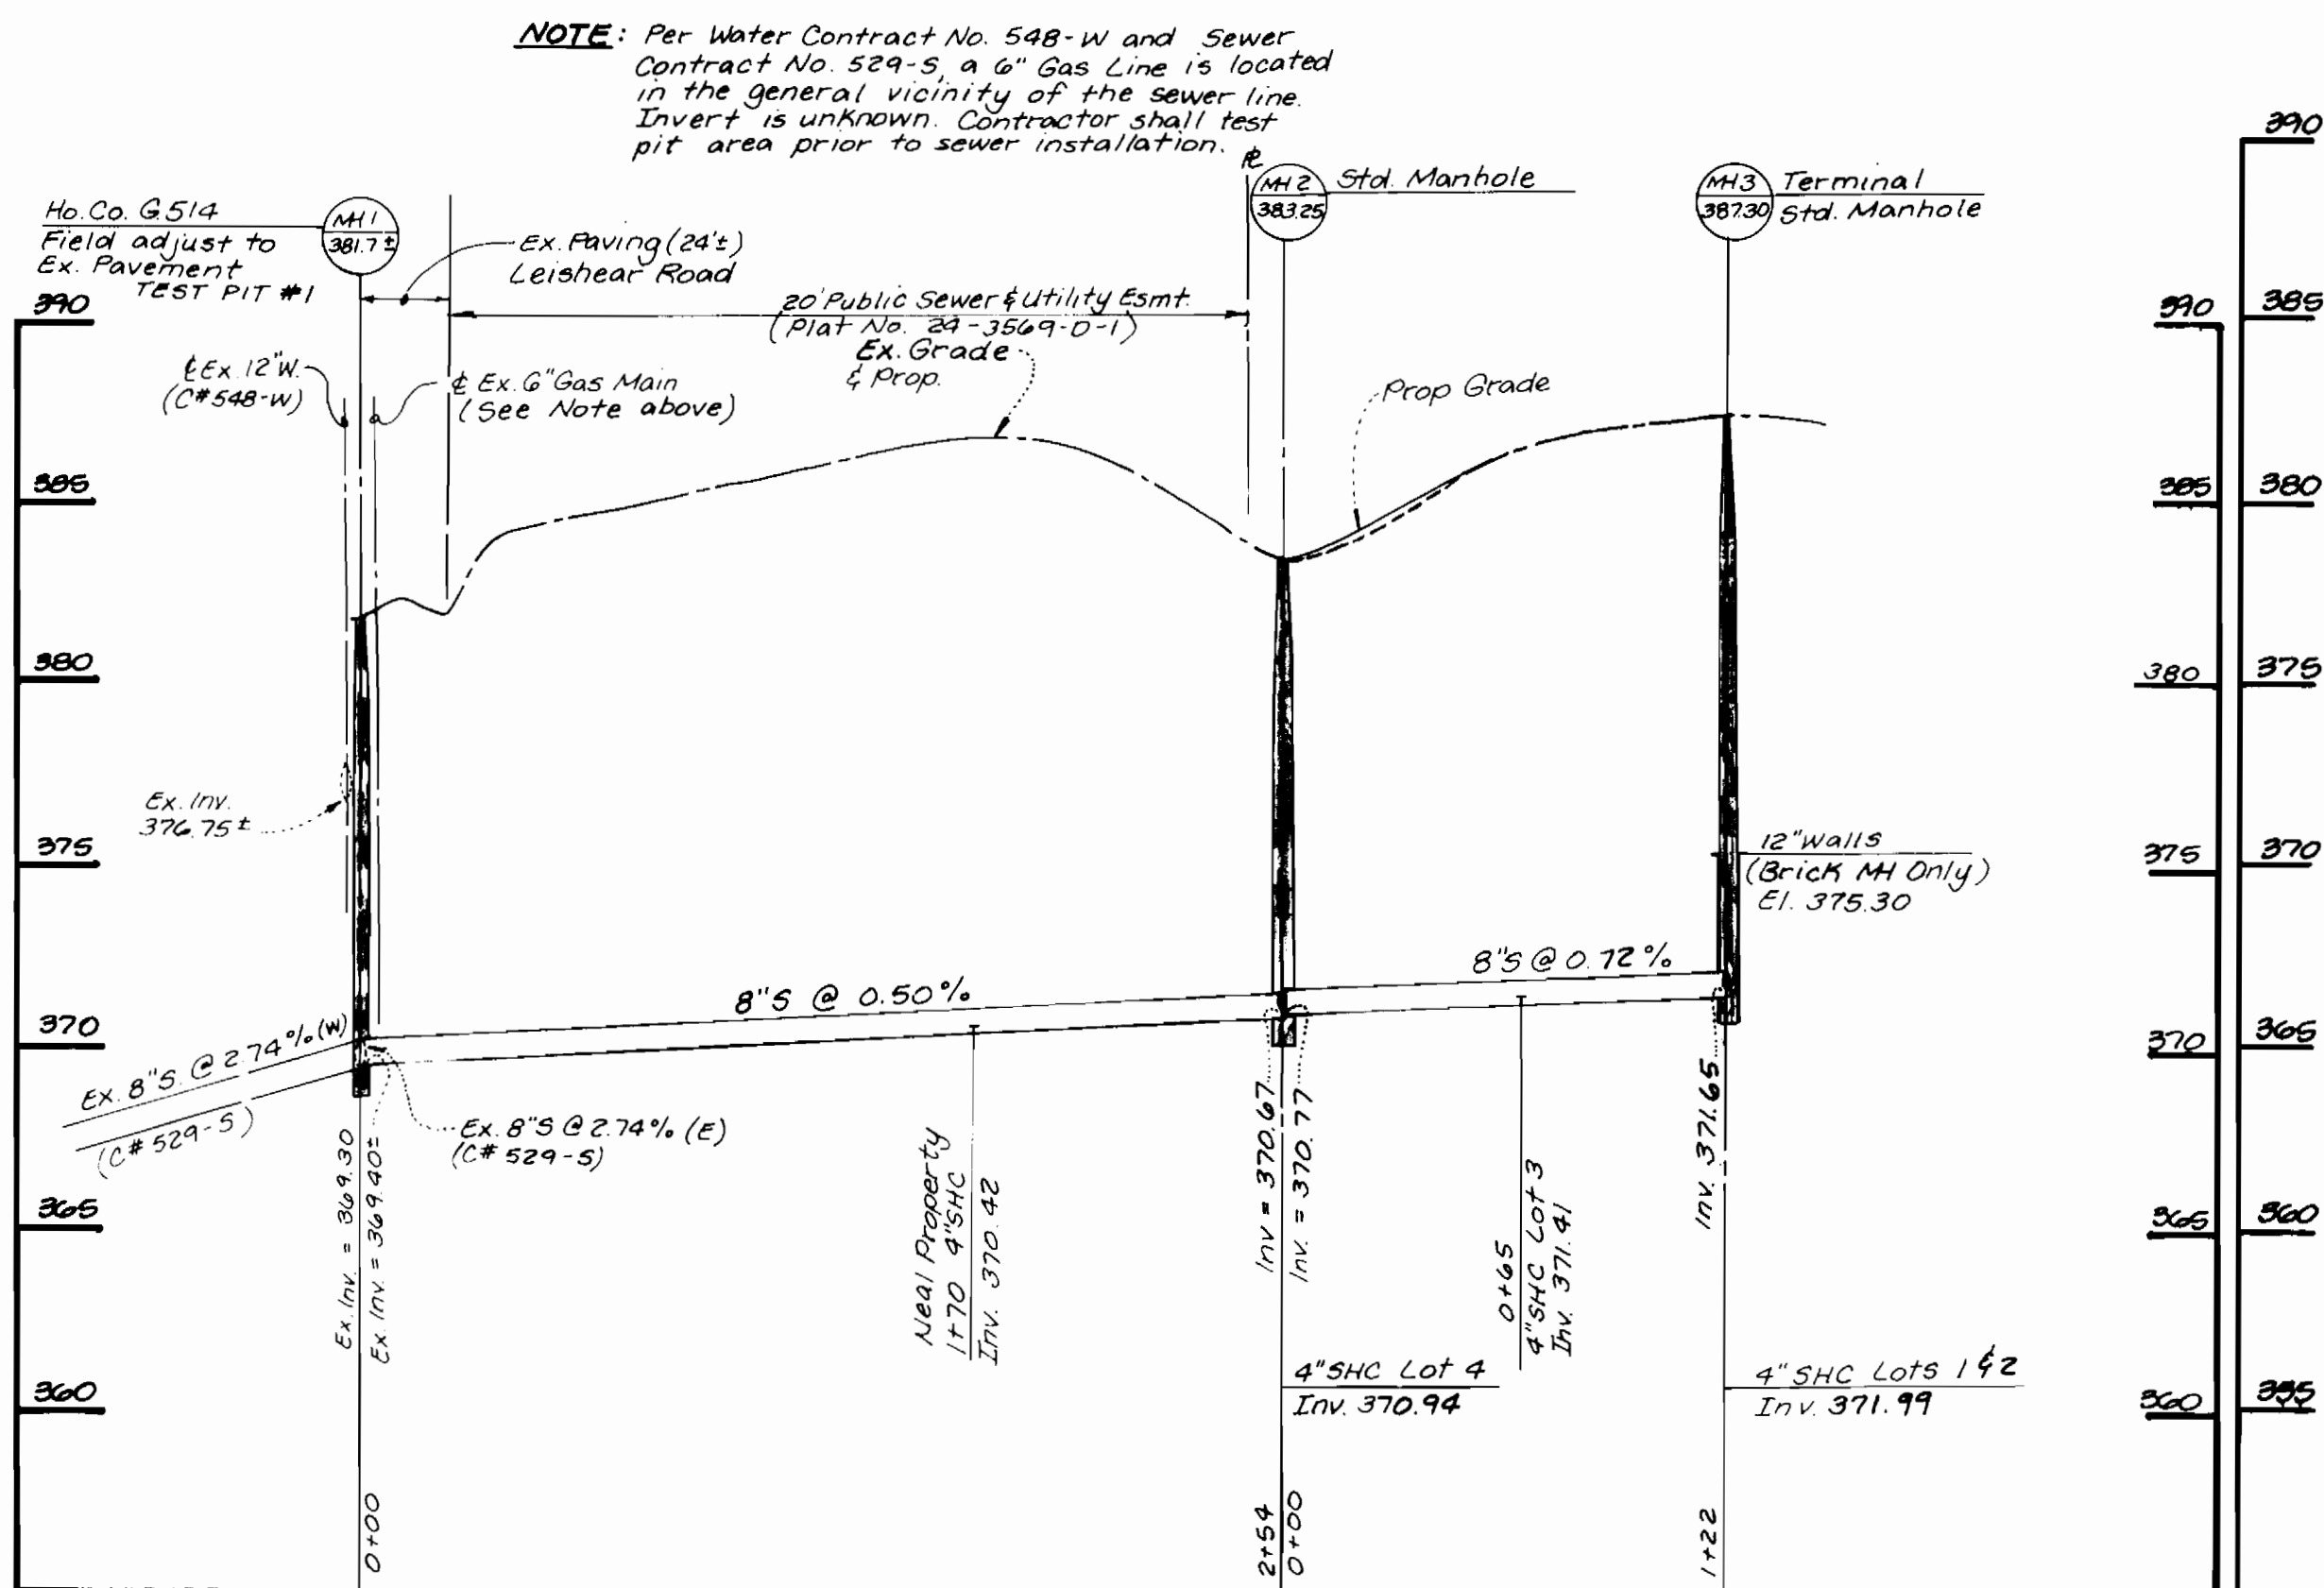 NOTE: Per Water Contract No. 548-W and Sewer
Contract No. 529-S, a 6" Gas Line is located
in the general vicinity of the sewer line.
Invert is unknown. Contractor shall test
pit area prior to sewer installation.
Ho. Co. G.514
Field adjust to
Ex. Pavement
TEST PIT #1
MH 1
381.7 ±
Ex. Paving (24'±)
Leishear Road
20' Public Sewer & Utility Esmt.
(Plat No. 24-3569-D-1)
Ex. Grade
& Prop.
℄ Ex. 12" W.
(C# 548-W)
℄ Ex. 6" Gas Main
(See Note above)
℄
MH 2
383.25
Std. Manhole
MH 3
387.30
Terminal
Std. Manhole
Prop Grade
Ex. Inv.
376.75 ±
12" Walls
(Brick MH Only)
El. 375.30
8"S @ 0.50%
8"S @ 0.72%
Ex. 8"S. @ 2.74% (W)
(C# 529-S)
Ex. 8"S @ 2.74% (E)
(C# 529-S)
Ex. Inv. = 369.30
Ex. Inv. = 369.40±
Neal Property
1+70 4"SHC
Inv. 370.42
Inv = 370.67
Inv. = 370.77
0+65
4"SHC Lot 3
Inv. 371.41
Inv. 371.65
4"SHC Lot 4
Inv. 370.94
4"SHC Lots 1 & 2
Inv. 371.99
0+00
2+54
0+00
1+22
390
385
380
375
370
365
360
390
385
380
375
370
365
360
390
385
380
375
370
365
360
355